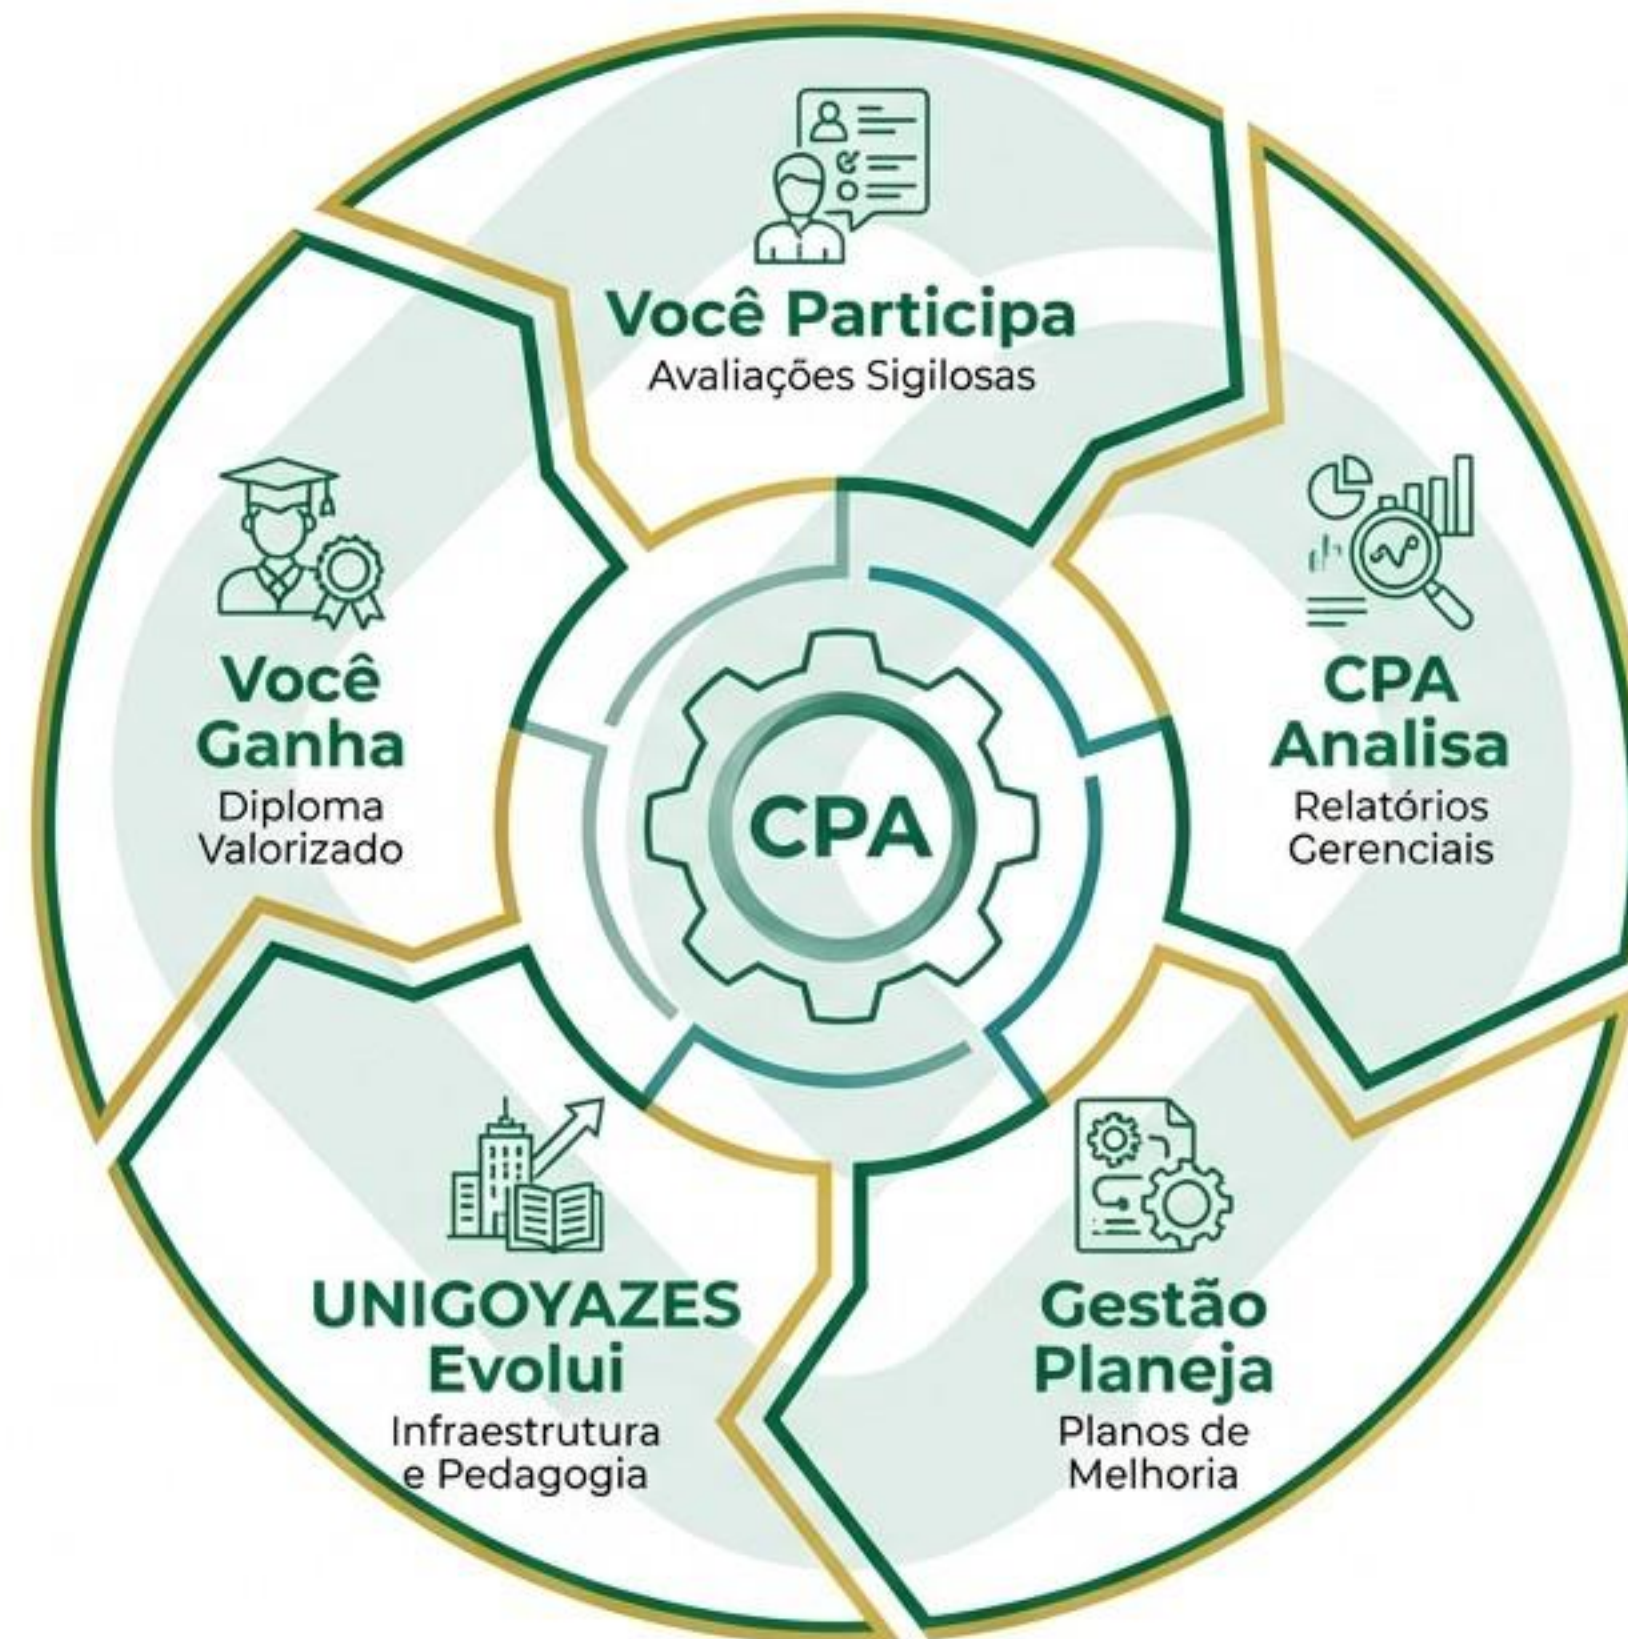 Você Participa
Avaliações Sigilosas
CPA
Analisa
Relatórios
Gerenciais
Gestão
Planeja
Planos de
Melhoria
UNIGOYAZES
Evolui
Infraestrutura
e Pedagogia
Você
Ganha
Diploma
Valorizado
CPA